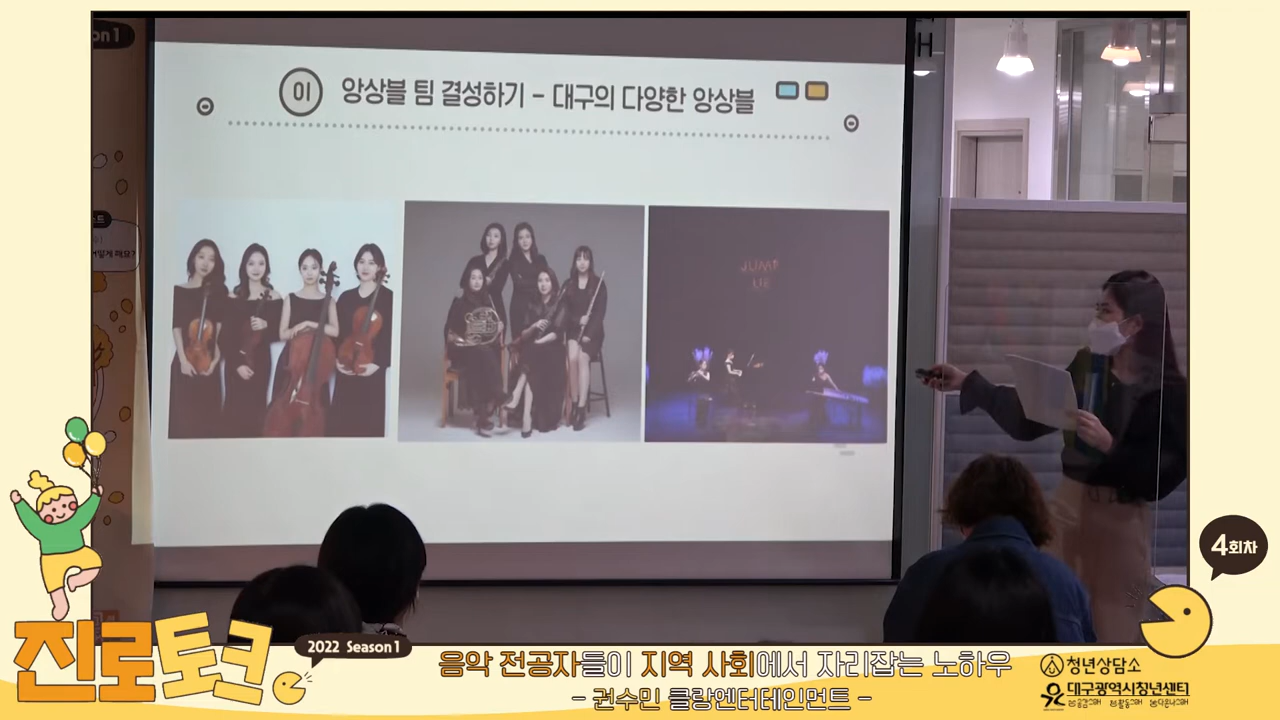 on 1
H
01
앙상블 팀 결성하기 - 대구의 다양한 앙상블
JUMP
4회차
진로토크
2022 Season 1
음악 전공자들이 지역 사회에서 자리잡는 노하우
- 권수민 클랑엔터테인먼트 -
청년상담소
대구광역시청년센터